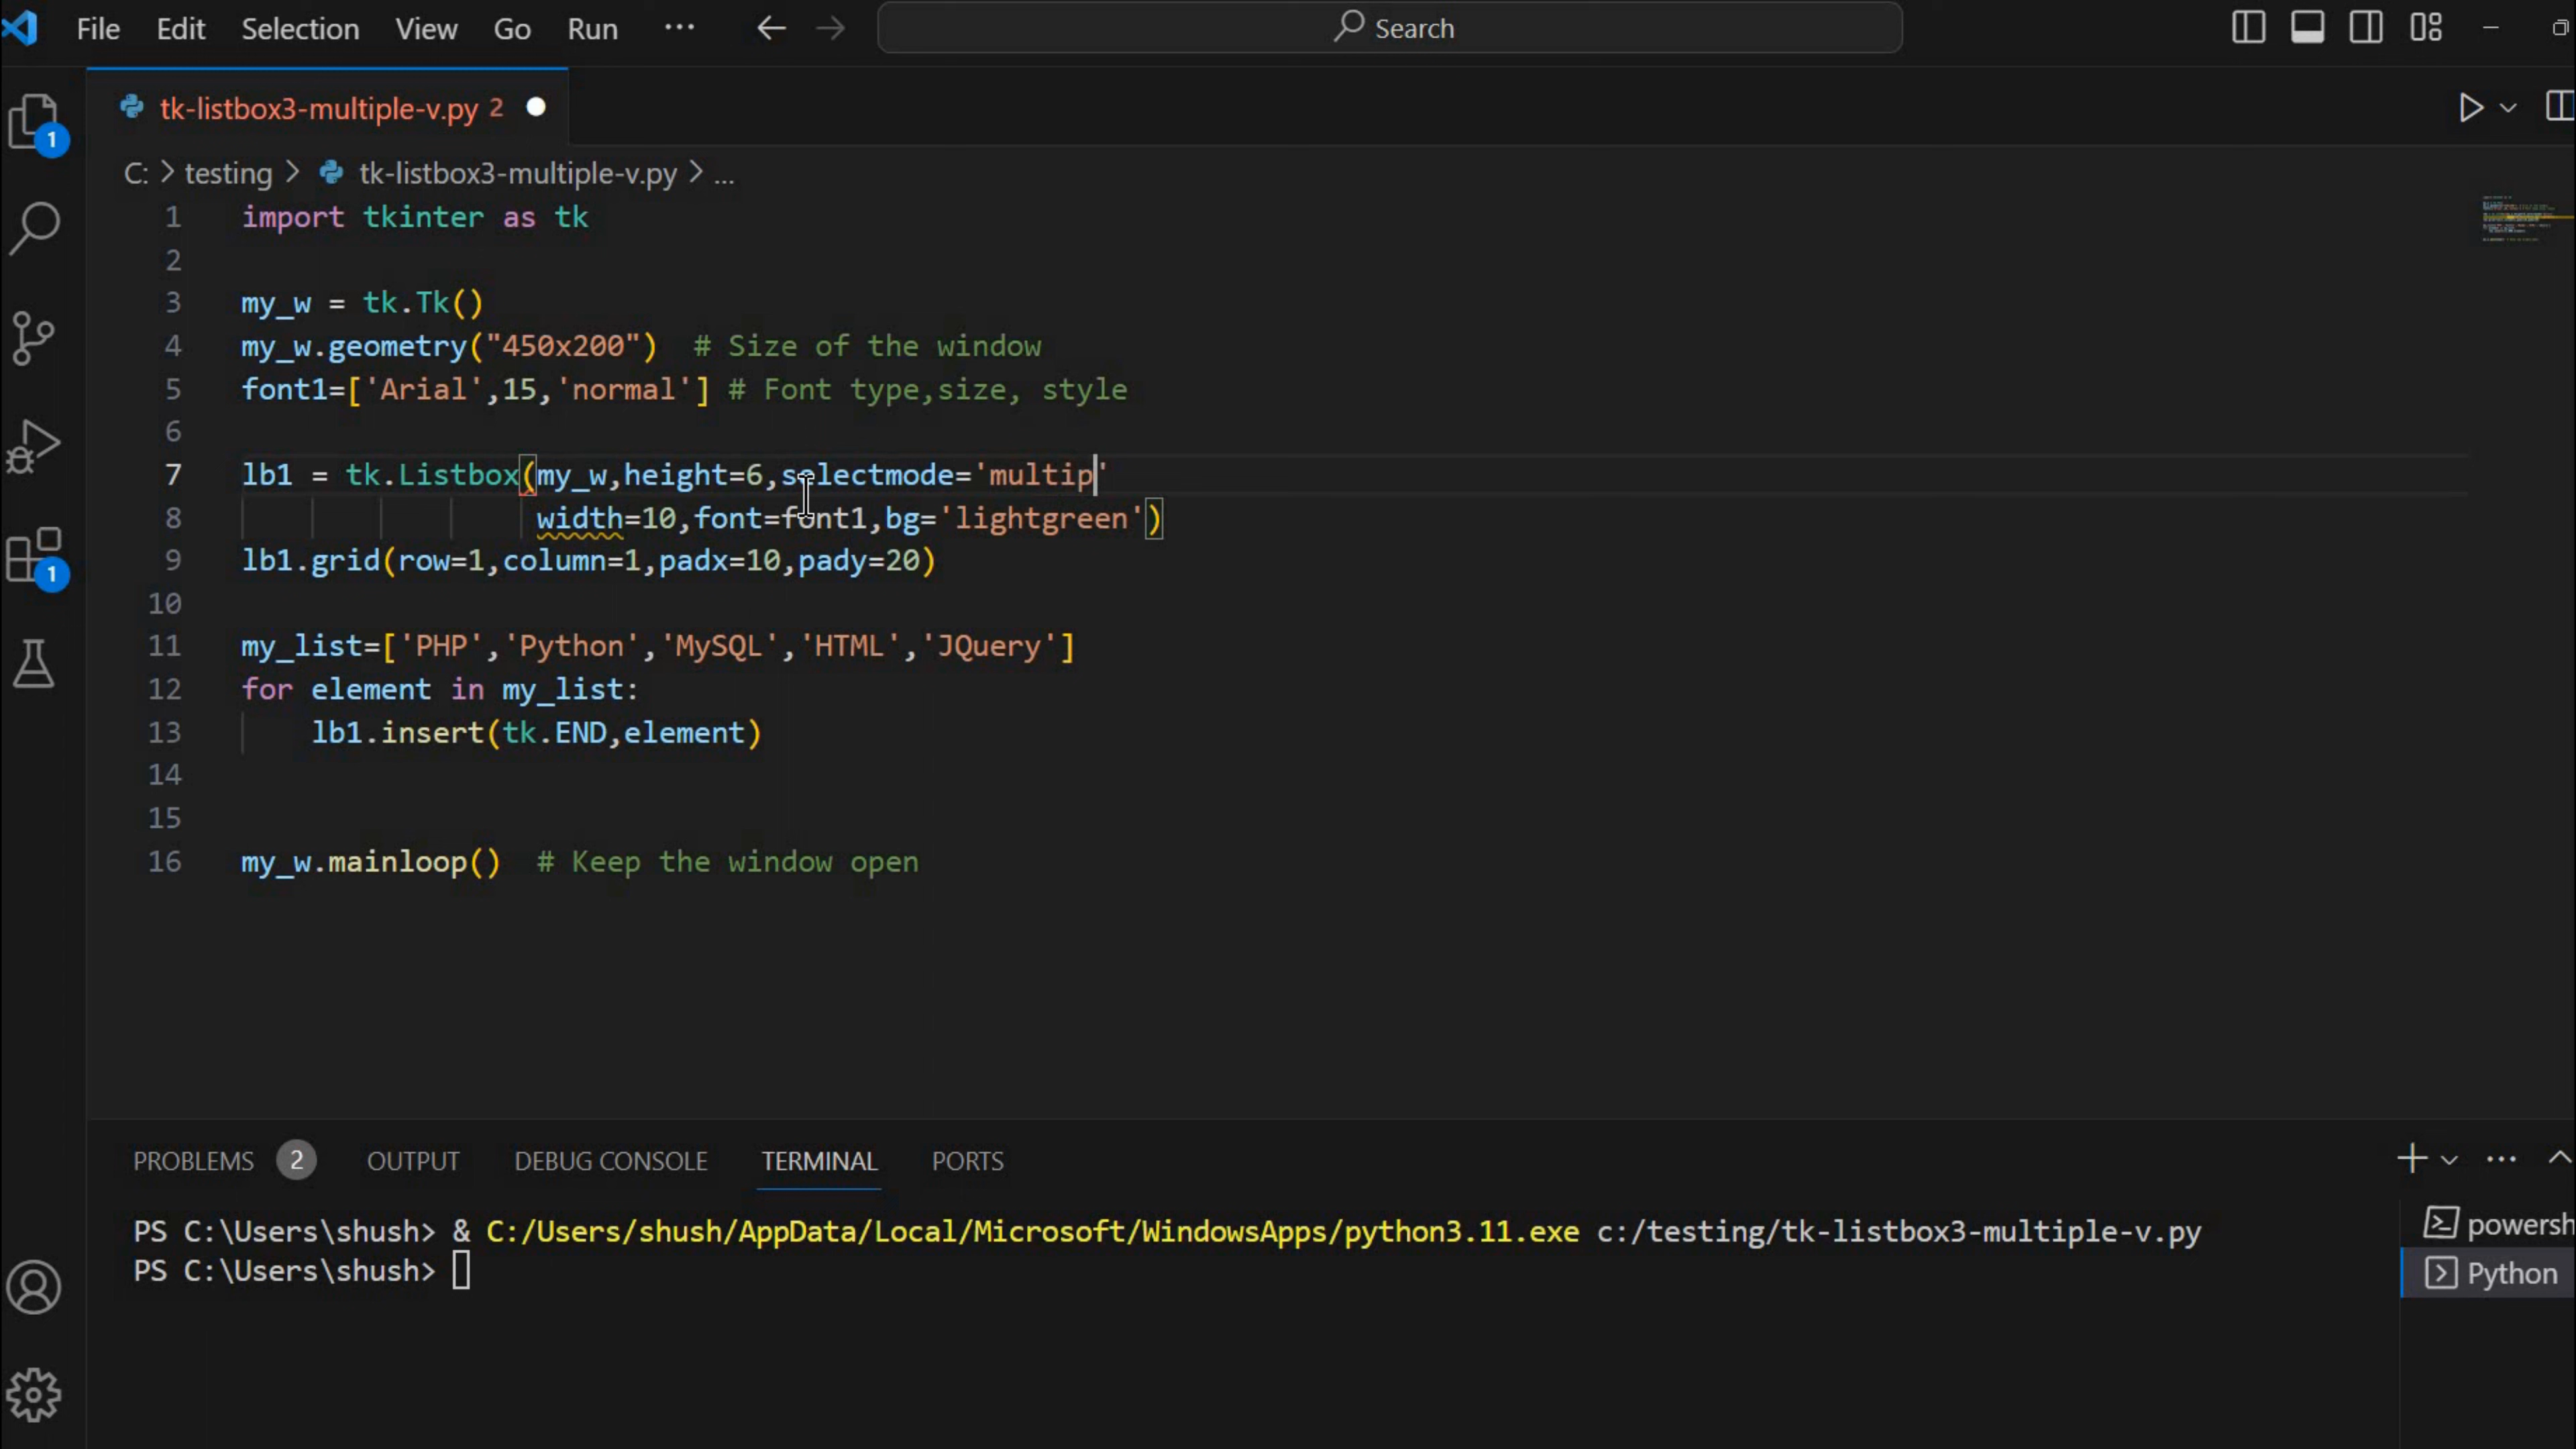 File Edit Selection View Go Run ··· Search
tk-listbox3-multiple-v.py 2
1
C: > testing > tk-listbox3-multiple-v.py > ...
1 import tkinter as tk
2
3 my_w = tk.Tk()
4 my_w.geometry("450x200")  # Size of the window
5 font1=['Arial',15,'normal'] # Font type,size, style
6
7 lb1 = tk.Listbox(my_w,height=6,selectmode='multip'
8                  width=10,font=font1,bg='lightgreen')
1
9 lb1.grid(row=1,column=1,padx=10,pady=20)
10
11 my_list=['PHP','Python','MySQL','HTML','JQuery']
12 for element in my_list:
13     lb1.insert(tk.END,element)
14
15
16 my_w.mainloop()  # Keep the window open
PROBLEMS 2 OUTPUT DEBUG CONSOLE TERMINAL PORTS
PS C:\Users\shush> & C:/Users/shush/AppData/Local/Microsoft/WindowsApps/python3.11.exe c:/testing/tk-listbox3-multiple-v.py
PS C:\Users\shush>
powersh
Python